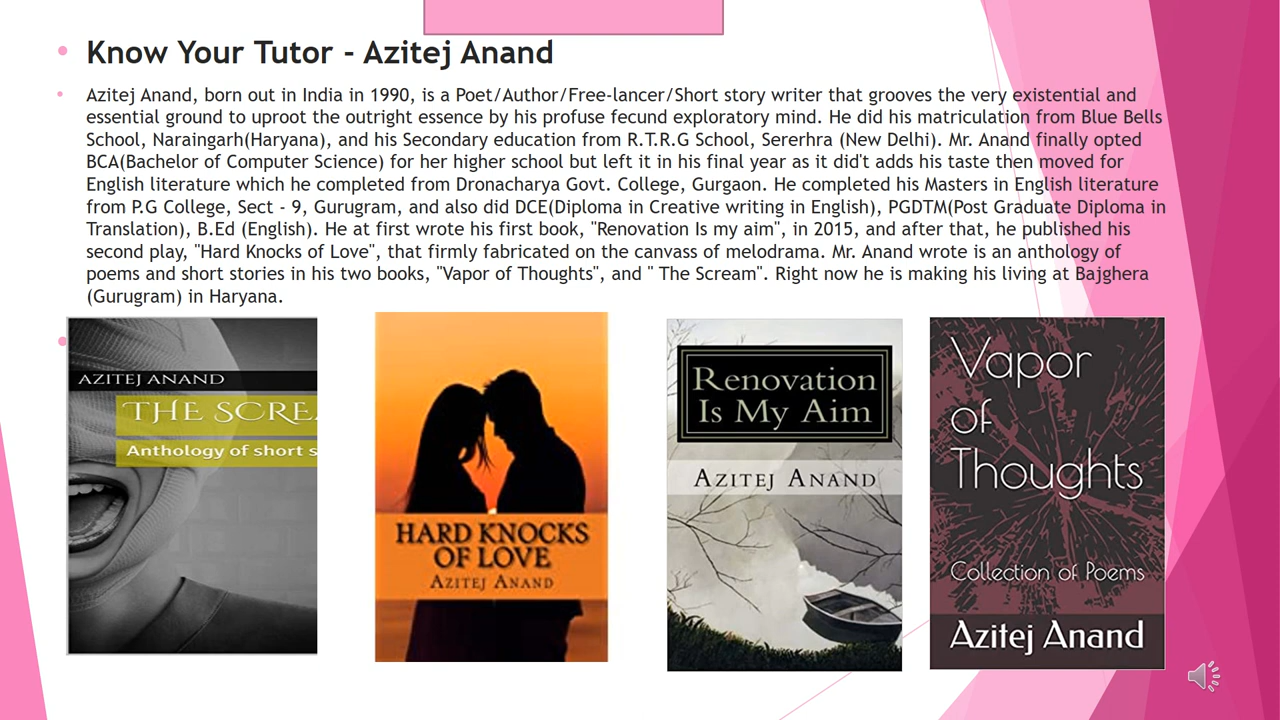 Know Your Tutor - Azitej Anand
Azitej Anand, born out in India in 1990, is a Poet/Author/Free-lancer/Short story writer that grooves the very existential and
essential ground to uproot the outright essence by his profuse fecund exploratory mind. He did his matriculation from Blue Bells
School, Naraingarh(Haryana), and his Secondary education from R.T.R.G School, Sererhra (New Delhi). Mr. Anand finally opted
BCA(Bachelor of Computer Science) for her higher school but left it in his final year as it did't adds his taste then moved for
English literature which he completed from Dronacharya Govt. College, Gurgaon. He completed his Masters in English literature
from P.G College, Sect - 9, Gurugram, and also did DCE(Diploma in Creative writing in English), PGDTM(Post Graduate Diploma in
Translation), B.Ed (English). He at first wrote his first book, "Renovation Is my aim", in 2015, and after that, he published his
second play, "Hard Knocks of Love", that firmly fabricated on the canvass of melodrama. Mr. Anand wrote is an anthology of
poems and short stories in his two books, "Vapor of Thoughts", and " The Scream". Right now he is making his living at Bajghera
(Gurugram) in Haryana.
AZITEJ ANAND
THE SCREA
Anthology of short s
HARD KNOCKS
OF LOVE
AZITEJ ANAND
Renovation
Is My Aim
AZITEJ ANAND
Vapor
of
Thoughts
Collection of Poems
Azitej Anand